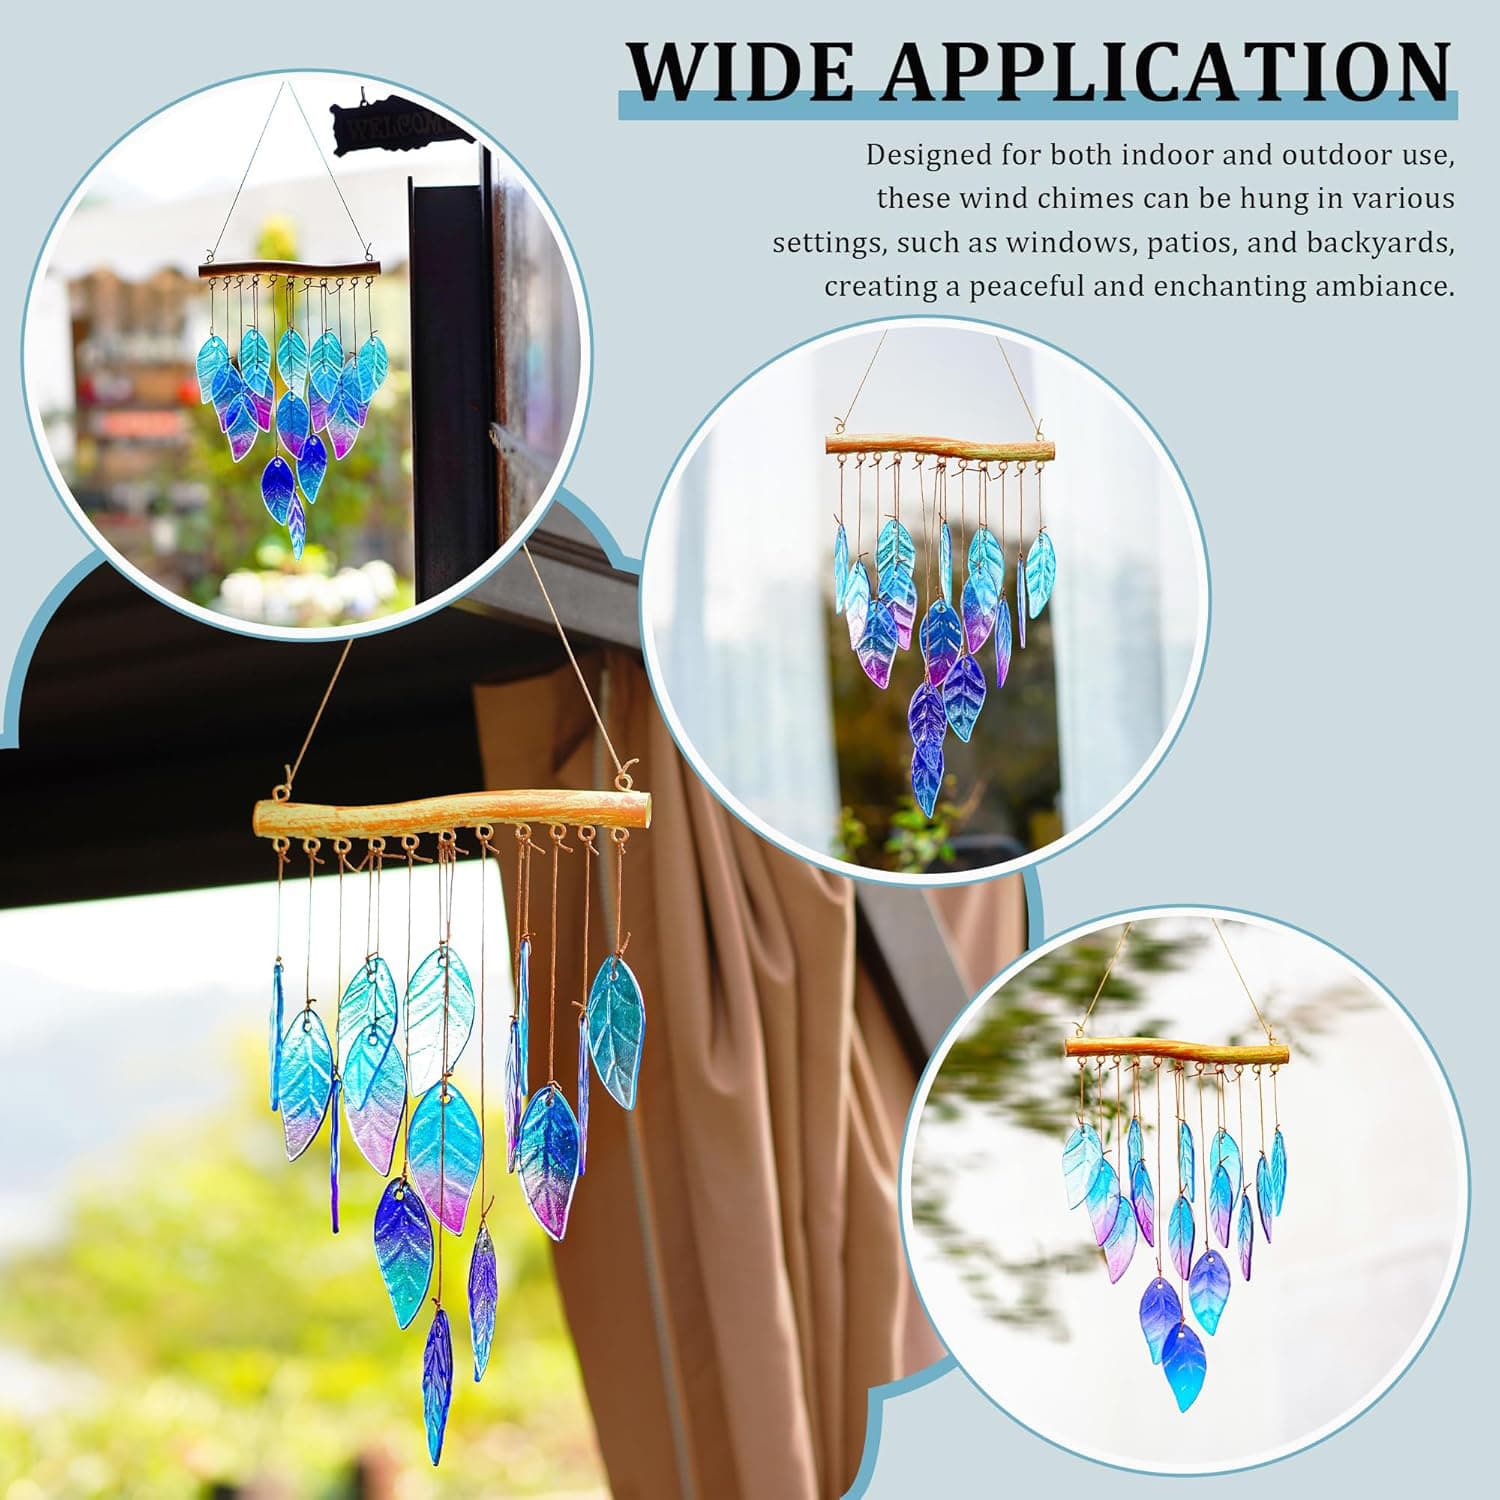 WIDE APPLICATION
Designed for both indoor and outdoor use,
these wind chimes can be hung in various
settings, such as windows, patios, and backyards,
creating a peaceful and enchanting ambiance.
WELCOME